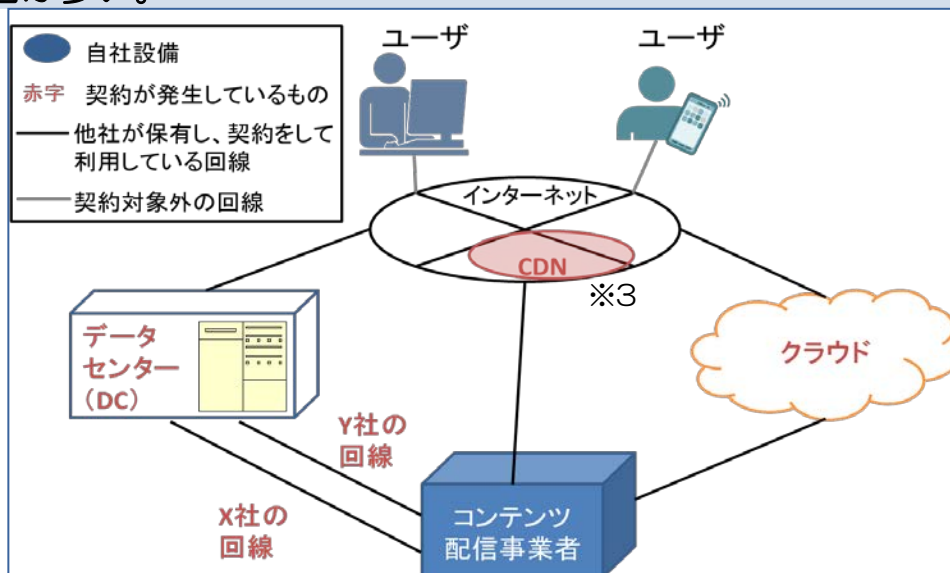 自社設備
赤字 契約が発生しているもの
他社が保有し、契約をして
利用している回線
契約対象外の回線
ユーザ
ユーザ
インターネット
CDN
※3
データ
センター
(DC)
クラウド
Y社の
回線
X社の
回線
コンテンツ
配信事業者